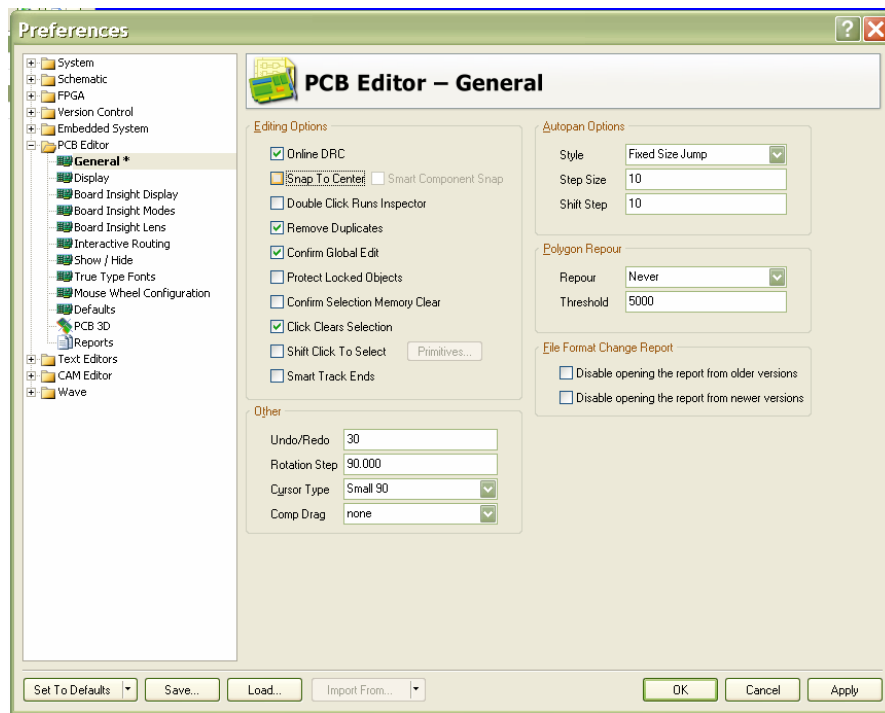 Preferences
System
Schematic
FPGA
Version Control
Embedded System
PCB Editor
General *
Display
Board Insight Display
Board Insight Modes
Board Insight Lens
Interactive Routing
Show / Hide
True Type Fonts
Mouse Wheel Configuration
Defaults
PCB 3D
Reports
Text Editors
CAM Editor
Wave
PCB Editor – General
Editing Options
Online DRC
Snap To Center Smart Component Snap
Double Click Runs Inspector
Remove Duplicates
Confirm Global Edit
Protect Locked Objects
Confirm Selection Memory Clear
Click Clears Selection
Shift Click To Select Primitives...
Smart Track Ends
Other
Undo/Redo 30
Rotation Step 90.000
Cursor Type Small 90
Comp Drag none
Autopan Options
Style Fixed Size Jump
Step Size 10
Shift Step 10
Polygon Repour
Repour Never
Threshold 5000
File Format Change Report
Disable opening the report from older versions
Disable opening the report from newer versions
Set To Defaults Save... Load... Import From... OK Cancel Apply